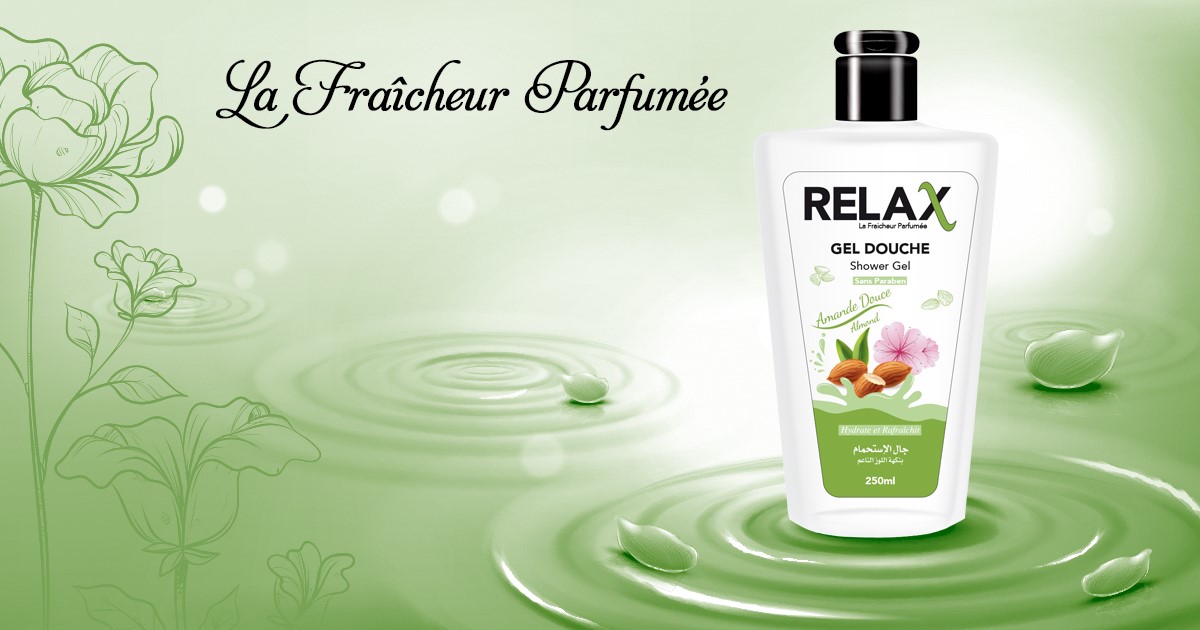 La Fraîcheur Parfumée
RELAX
La Fraicheur Parfumée
GEL DOUCHE
Shower Gel
Sans Paraben
Amande Douce
Almond
Hydrate et Rafraîchit
جال الإستحمام
بنكهة اللوز الناعم
250ml